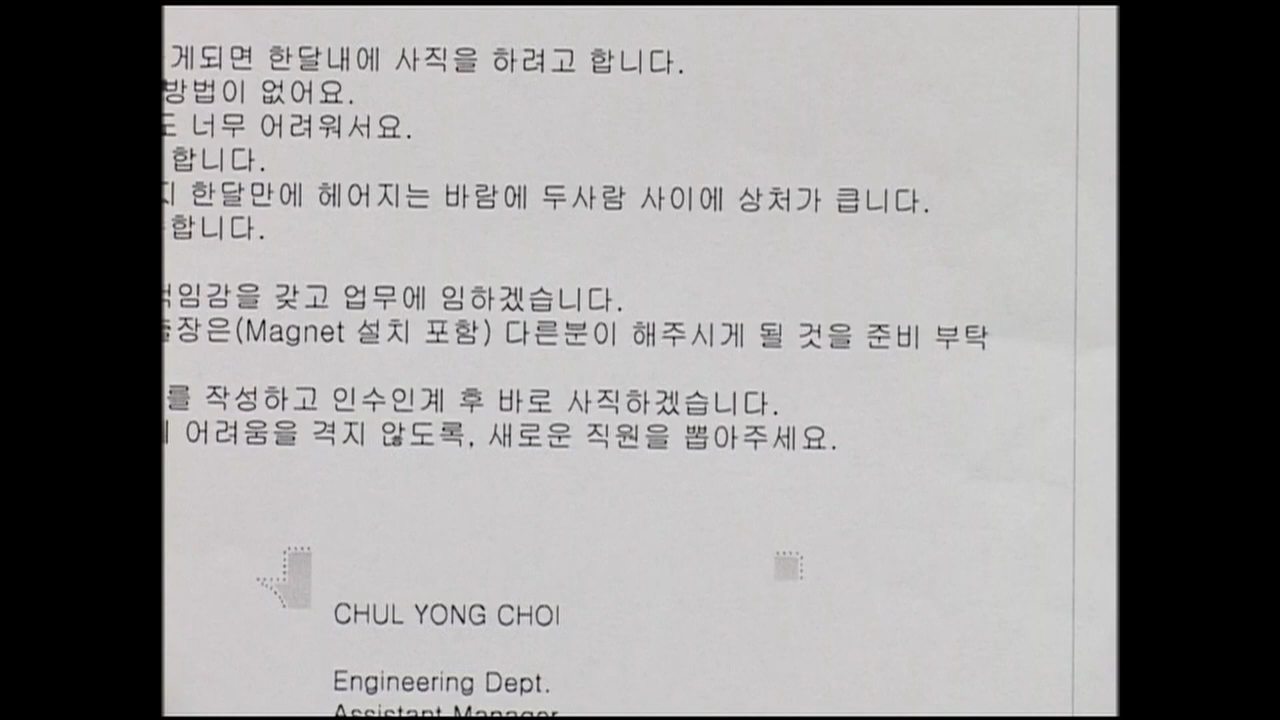 게되면 한달내에 사직을 하려고 합니다.
방법이 없어요.
너무 어려워서요.
합니다.
한달만에 헤어지는 바람에 두사람 사이에 상처가 큽니다.
합니다.
갖고 업무에 임하겠습니다.
(Magnet 설치 포함) 다른분이 해주시게 될 것을 준비 부탁
를 작성하고 인수인계 후 바로 사직하겠습니다.
어려움을 격지 않도록, 새로운 직원을 뽑아주세요.
CHUL YONG CHOI
Engineering Dept.
Assistant Manager